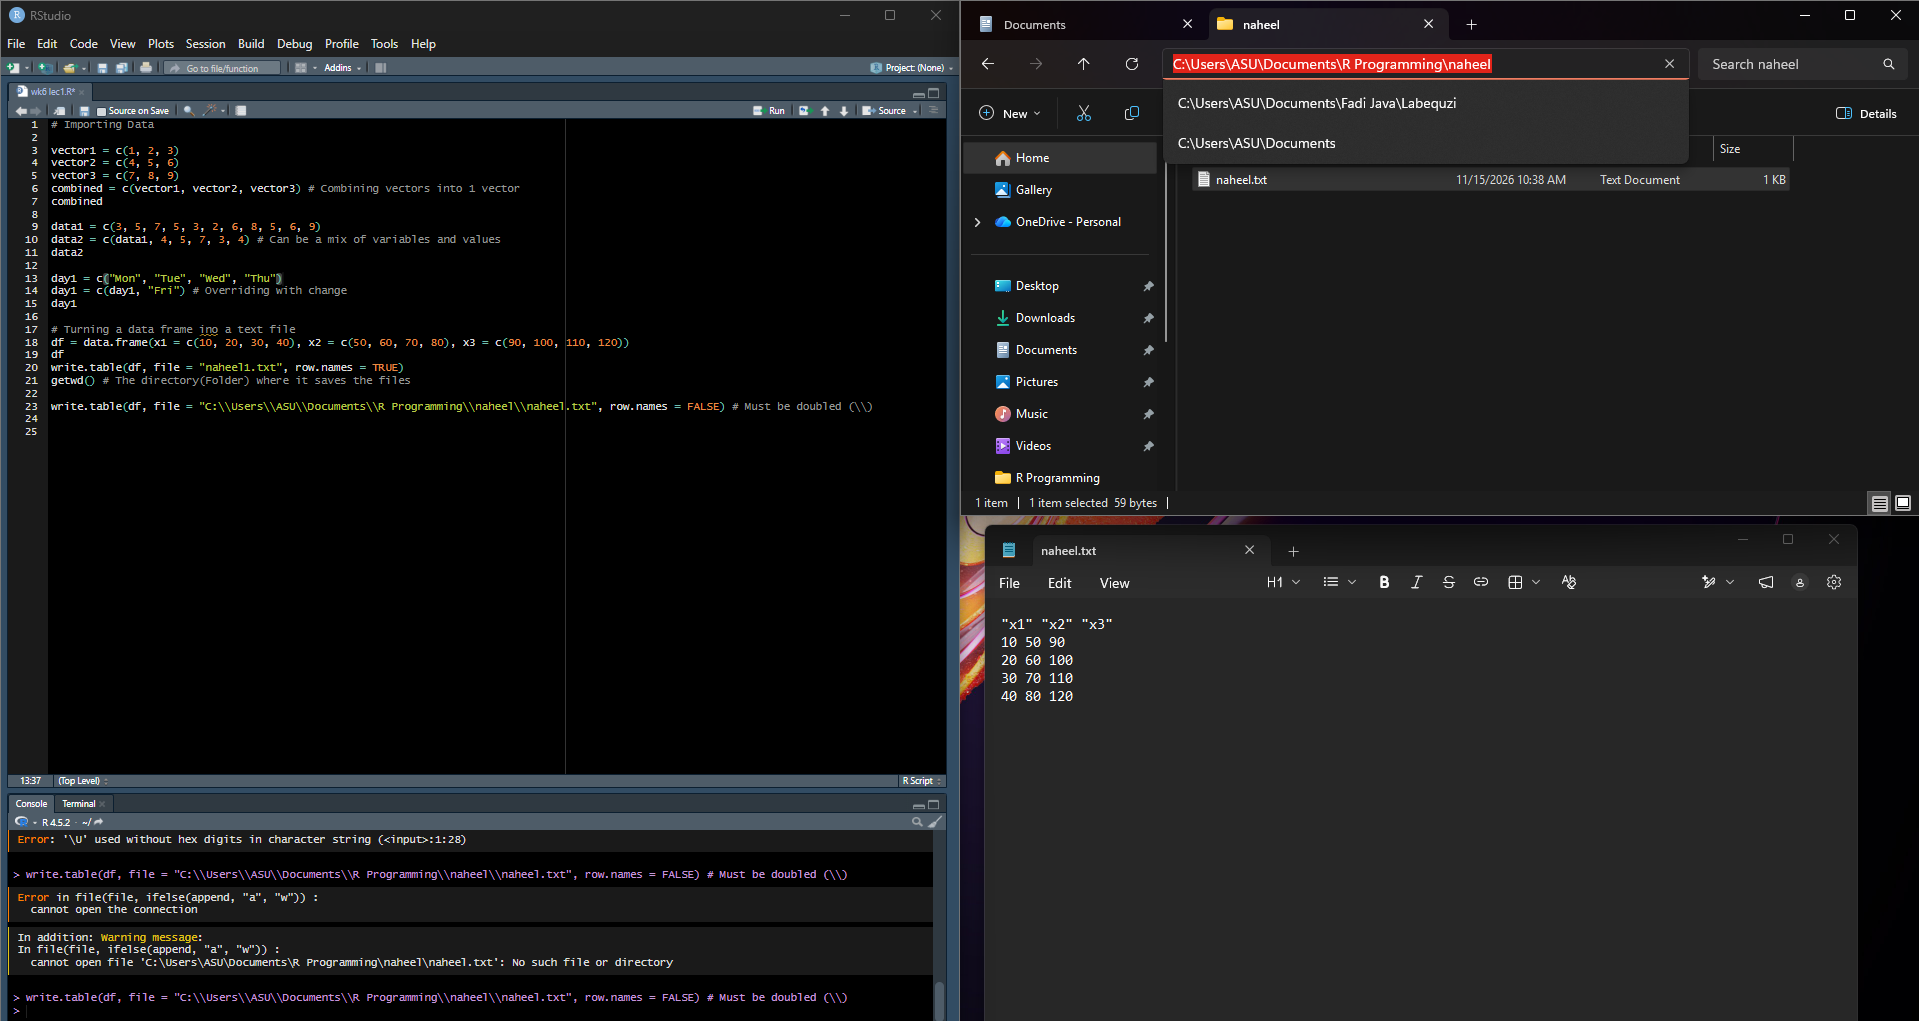 RStudio
File Edit Code View Plots Session Build Debug Profile Tools Help
Go to file/function Addins Project: (None)
wk6 lec1.R*
Source on Save Run Source
1 # Importing Data
2
3 vector1 = c(1, 2, 3)
4 vector2 = c(4, 5, 6)
5 vector3 = c(7, 8, 9)
6 combined = c(vector1, vector2, vector3) # Combining vectors into 1 vector
7 combined
8
9 data1 = c(3, 5, 7, 5, 3, 2, 6, 8, 5, 6, 9)
10 data2 = c(data1, 4, 5, 7, 3, 4) # Can be a mix of variables and values
11 data2
12
13 day1 = c("Mon", "Tue", "Wed", "Thu")
14 day1 = c(day1, "Fri") # Overriding with change
15 day1
16
17 # Turning a data frame ino a text file
18 df = data.frame(x1 = c(10, 20, 30, 40), x2 = c(50, 60, 70, 80), x3 = c(90, 100, 110, 120))
19 df
20 write.table(df, file = "naheel1.txt", row.names = TRUE)
21 getwd() # The directory(Folder) where it saves the files
22
23 write.table(df, file = "C:\\Users\\ASU\\Documents\\R Programming\\naheel\\naheel.txt", row.names = FALSE) # Must be doubled (\\)
24
25
13:37 (Top Level) R Script
Console Terminal
R 4.5.2 · ~/
Error: '\U' used without hex digits in character string (<input>:1:28)
> write.table(df, file = "C:\\Users\\ASU\\Documents\\R Programming\\naheel\\naheel.txt", row.names = FALSE) # Must be doubled (\\)
Error in file(file, ifelse(append, "a", "w")) :
cannot open the connection
In addition: Warning message:
In file(file, ifelse(append, "a", "w")) :
cannot open file 'C:\Users\ASU\Documents\R Programming\naheel\naheel.txt': No such file or directory
> write.table(df, file = "C:\\Users\\ASU\\Documents\\R Programming\\naheel\\naheel.txt", row.names = FALSE) # Must be doubled (\\)
>
Documents naheel
C:\Users\ASU\Documents\R Programming\naheel Search naheel
C:\Users\ASU\Documents\Fadi Java\Labequzi
C:\Users\ASU\Documents
New Details
Size
naheel.txt 11/15/2026 10:38 AM Text Document 1 KB
Home
Gallery
OneDrive - Personal
Desktop
Downloads
Documents
Pictures
Music
Videos
R Programming
1 item 1 item selected 59 bytes
naheel.txt
File Edit View H1 B I S
"x1" "x2" "x3"
10 50 90
20 60 100
30 70 110
40 80 120